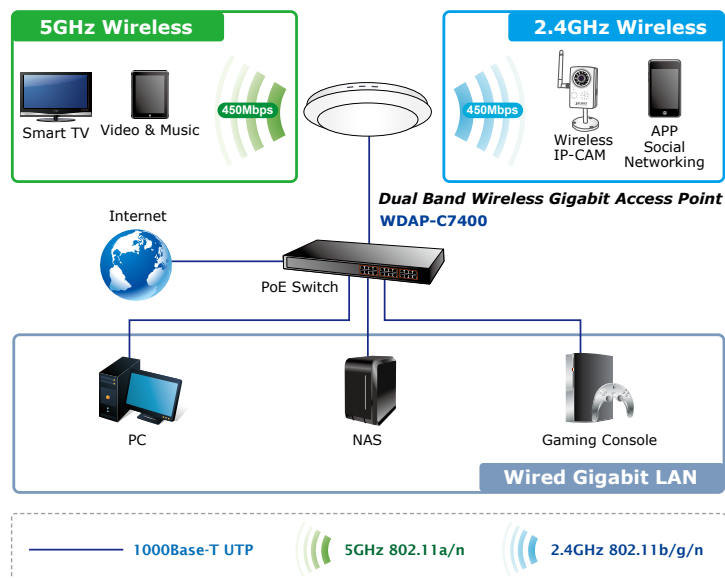 5GHz Wireless
2.4GHz Wireless
450Mbps
450Mbps
Smart TV
Video & Music
Wireless
IP-CAM
APP
Social
Networking
Dual Band Wireless Gigabit Access Point
WDAP-C7400
Internet
PoE Switch
PC
NAS
Gaming Console
Wired Gigabit LAN
1000Base-T UTP
5GHz 802.11a/n
2.4GHz 802.11b/g/n